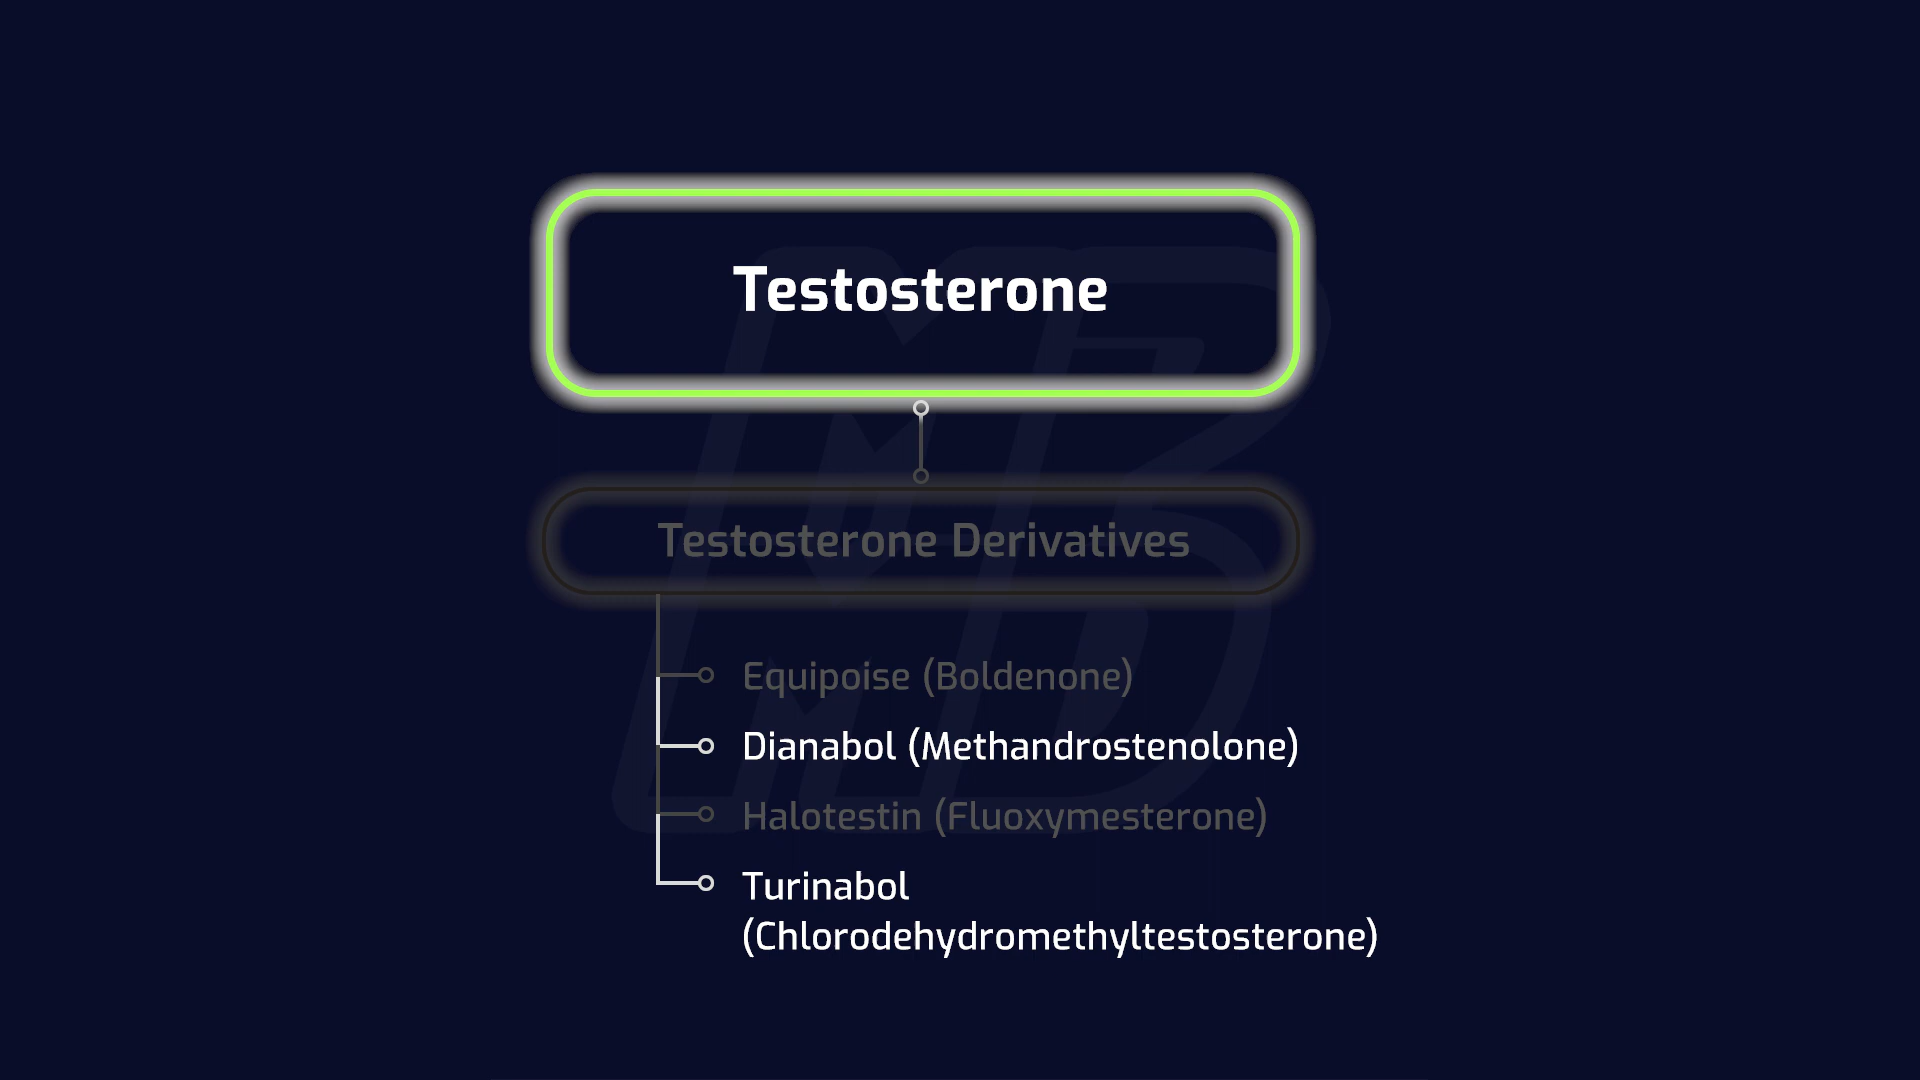 Testosterone
Testosterone Derivatives
Equipoise (Boldenone)
Dianabol (Methandrostenolone)
Halotestin (Fluoxymesterone)
Turinabol
(Chlorodehydromethyltestosterone)